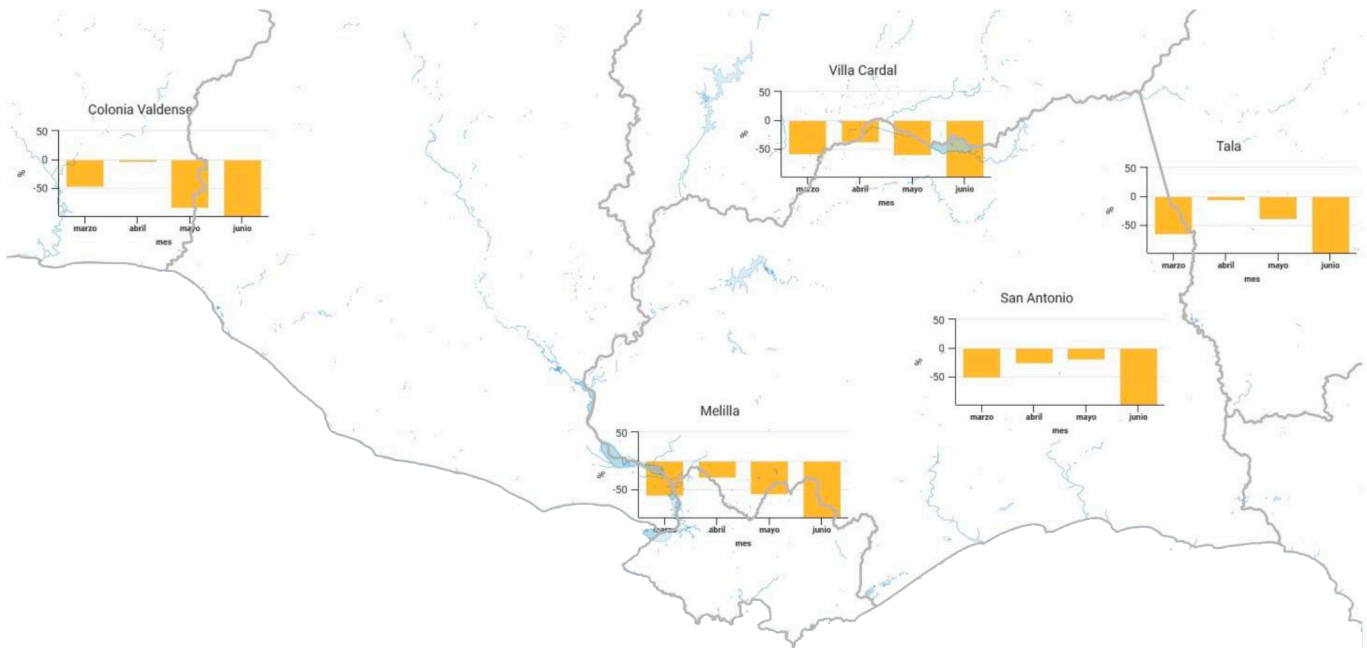 Villa Cardal
50
0
-50
%
marzo
abril
mayo
junio
mes
Colonia Valdense
50
0
-50
%
marzo
abril
mayo
junio
mes
Tala
50
0
-50
%
marzo
abril
mayo
junio
mes
San Antonio
50
0
-50
%
marzo
abril
mayo
junio
mes
Melilla
50
-50
%
marzo
abril
mayo
junio
mes